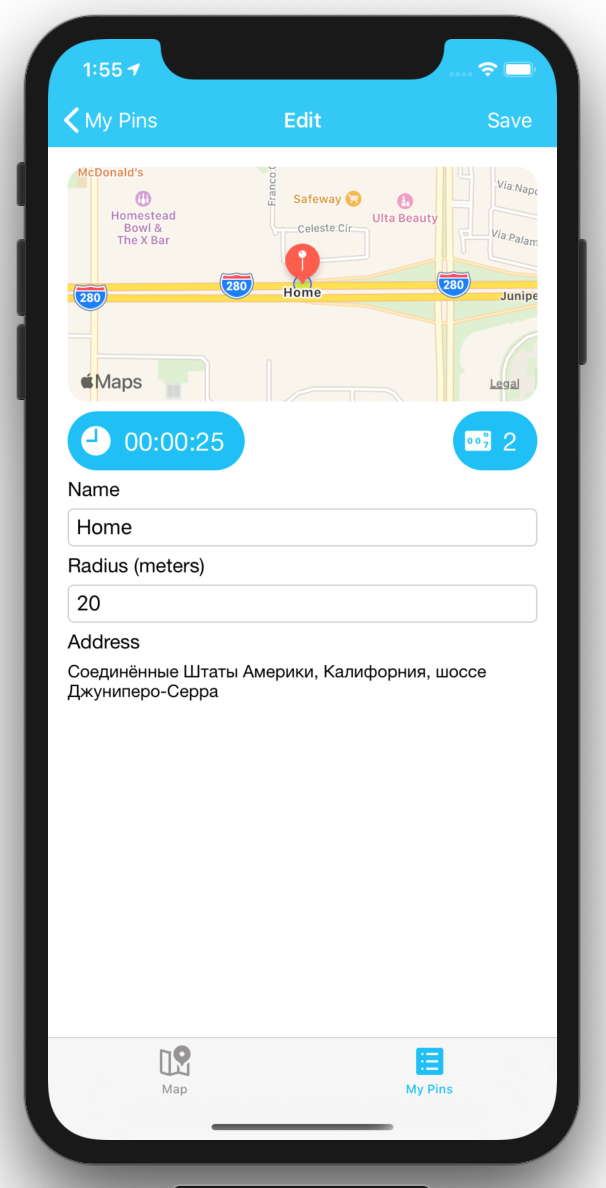 1:55
My Pins
Edit
Save
McDonald's
Franco
Safeway
Via Napo
Homestead
Bowl &
The X Bar
Ulta Beauty
Celeste Cir
Via Palam
280
280
280
Home
Junipe
Maps
Legal
00:00:25
2
Name
Home
Radius (meters)
20
Address
Соединённые Штаты Америки, Калифорния, шоссе
Джуниперо-Серра
Map
My Pins